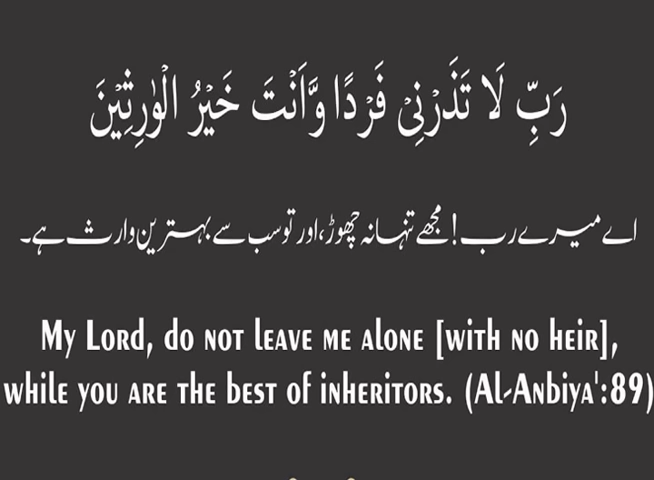 رَبِّ لَا تَذَرْنِیْ فَرْدًا وَّاَنْتَ خَیْرُ الْوٰرِثِیْنَ
اے میرے رب! مجھے تنہا نہ چھوڑ، اور تو سب سے بہترین وارث ہے۔
My Lord, do not leave me alone [with no heir],
while you are the best of inheritors. (Al-Anbiya':89)